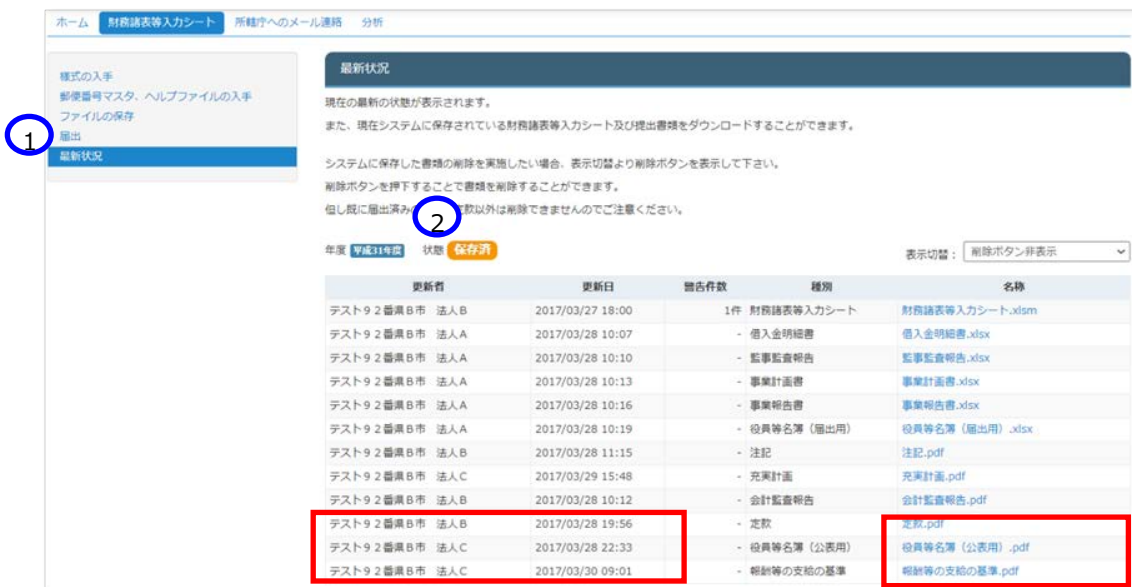 ホーム 財務諸表等入力シート 所轄庁へのメール連絡 分析
様式の入手
郵便番号マスタ、ヘルプファイルの入手
ファイルの保存
届出
最新状況
1
最新状況
現在の最新の状態が表示されます。
また、現在システムに保存されている財務諸表等入力シート及び提出書類をダウンロードすることができます。
システムに保存した書類の削除を実施したい場合、表示切替より削除ボタンを表示して下さい。
削除ボタンを押下することで書類を削除することができます。
但し既に届出済み 款以外は削除できませんのでご注意ください。
2
年度 平成31年度 状態 保存済
表示切替： 削除ボタン非表示
更新者 更新日 警告件数 種別 名称
テスト９２番県Ｂ市 法人Ｂ 2017/03/27 18:00 1件 財務諸表等入力シート 財務諸表等入力シート.xlsm
テスト９２番県Ｂ市 法人Ａ 2017/03/28 10:07 - 借入金明細書 借入金明細書.xlsx
テスト９２番県Ｂ市 法人Ａ 2017/03/28 10:10 - 監事監査報告 監事監査報告.xlsx
テスト９２番県Ｂ市 法人Ａ 2017/03/28 10:13 - 事業計画書 事業計画書.xlsx
テスト９２番県Ｂ市 法人Ａ 2017/03/28 10:16 - 事業報告書 事業報告書.xlsx
テスト９２番県Ｂ市 法人Ａ 2017/03/28 10:19 - 役員等名簿（届出用） 役員等名簿（届出用）.xlsx
テスト９２番県Ｂ市 法人Ｂ 2017/03/28 11:15 - 注記 注記.pdf
テスト９２番県Ｂ市 法人Ｃ 2017/03/29 15:48 - 充実計画 充実計画.pdf
テスト９２番県Ｂ市 法人Ｂ 2017/03/28 10:12 - 会計監査報告 会計監査報告.pdf
テスト９２番県Ｂ市 法人Ｂ 2017/03/28 19:56 - 定款 定款.pdf
テスト９２番県Ｂ市 法人Ｃ 2017/03/28 22:33 - 役員等名簿（公表用） 役員等名簿（公表用）.pdf
テスト９２番県Ｂ市 法人Ｃ 2017/03/30 09:01 - 報酬等の支給の基準 報酬等の支給の基準.pdf